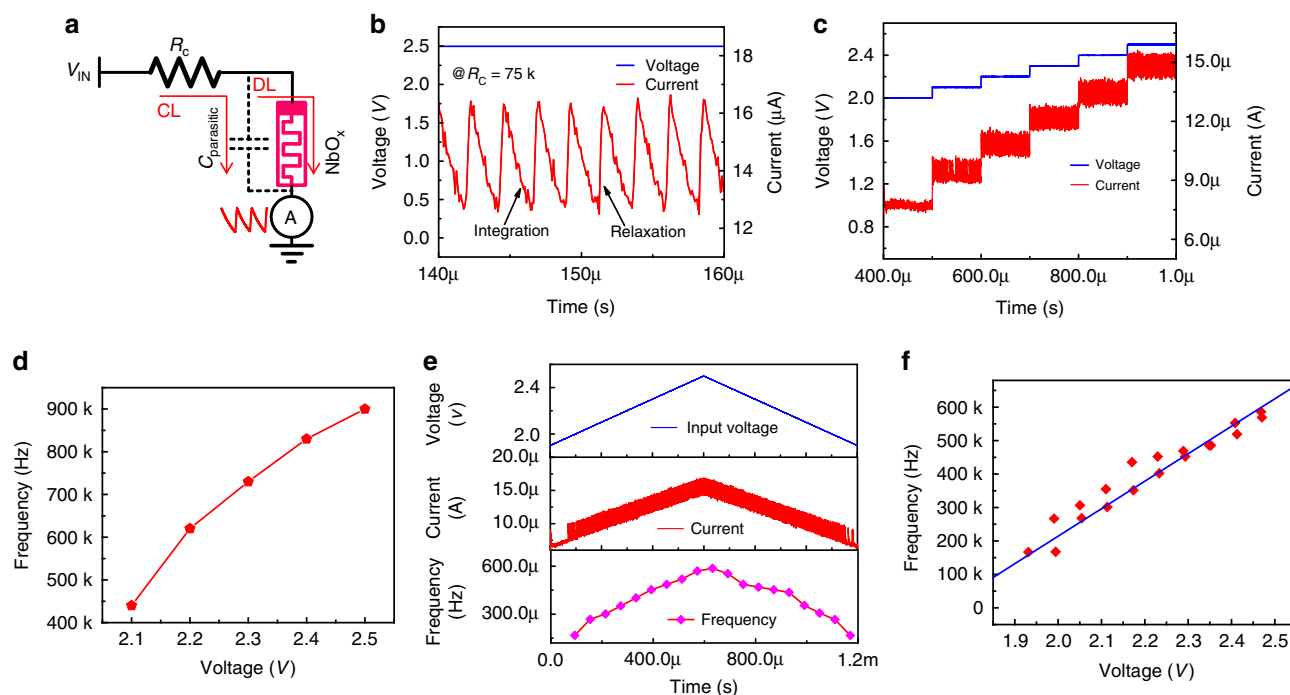 a
V_IN
R_c
CL
DL
C_parasitic
NbO_x
A
b
2.5
2.0
1.5
1.0
0.5
0.0
Voltage (V)
@R_C = 75 k
Voltage
Current
Integration
Relaxation
18
16
14
12
Current (μA)
140μ
150μ
160μ
Time (s)
c
2.4
2.0
1.6
1.2
0.8
Voltage (V)
Voltage
Current
15.0μ
12.0μ
9.0μ
6.0μ
Current (A)
400.0μ
600.0μ
800.0μ
1.0μ
Time (s)
d
900 k
800 k
700 k
600 k
500 k
400 k
Frequency (Hz)
2.1
2.2
2.3
2.4
2.5
Voltage (V)
e
Voltage
(v)
2.4
2.0
Input voltage
20.0μ
Current
(A)
15.0μ
10.0μ
Current
Frequency
(Hz)
600.0μ
300.0μ
Frequency
0.0
400.0μ
800.0μ
1.2m
Time (s)
f
600 k
500 k
400 k
300 k
200 k
100 k
0
Frequency (Hz)
1.9
2.0
2.1
2.2
2.3
2.4
2.5
Voltage (V)